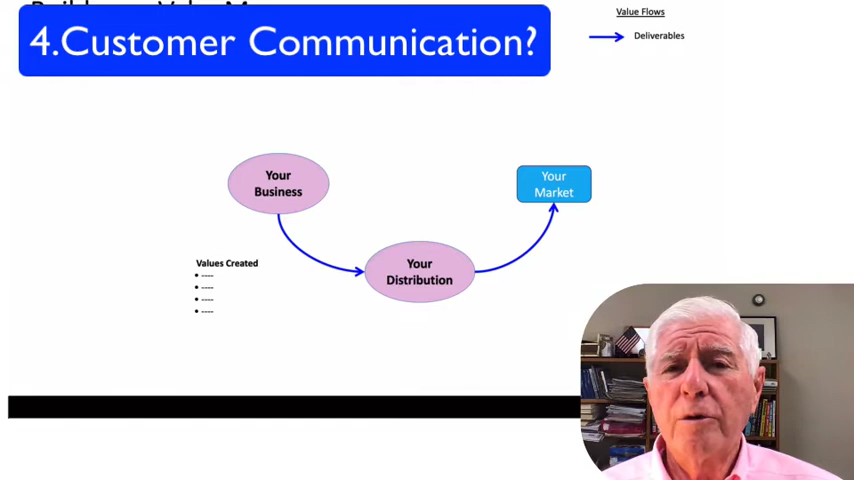 4.Customer Communication?
Value Flows
Deliverables
Your
Business
Your
Market
Your
Distribution
Values Created
• ----
• ----
• ----
• ----